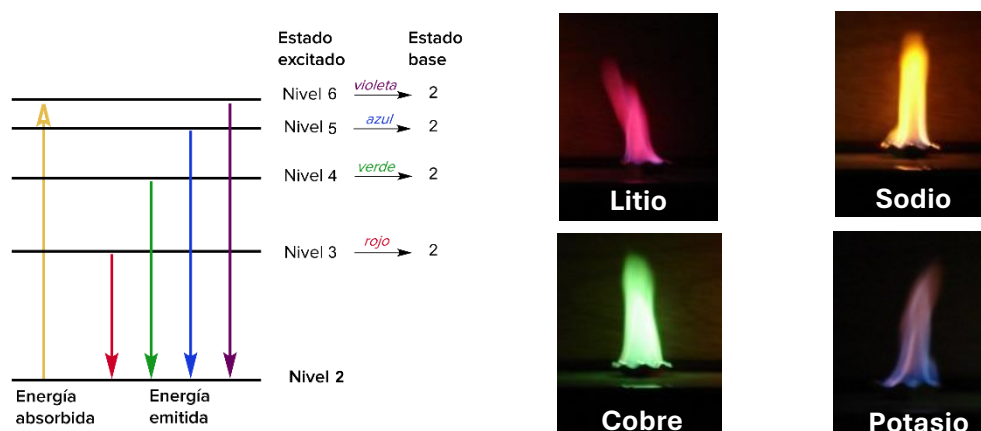 Estado excitado
Estado base
Nivel 6 violeta 2
Nivel 5 azul 2
Nivel 4 verde 2
Nivel 3 rojo 2
Nivel 2
Energía absorbida
Energía emitida
Litio
Sodio
Cobre
Potasio